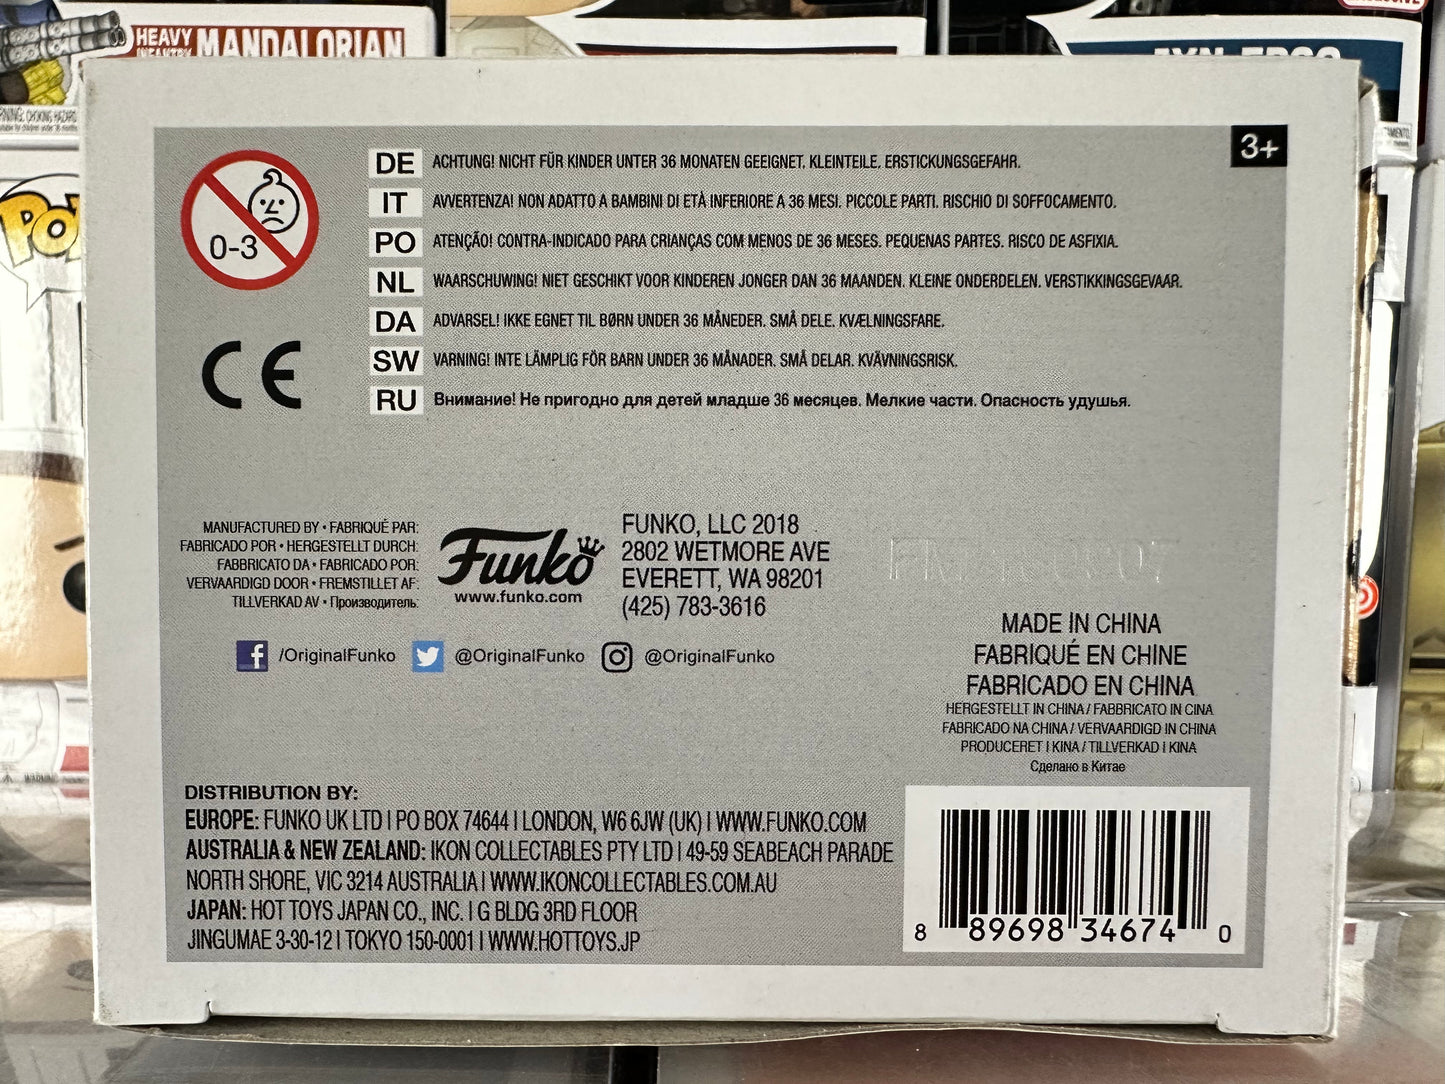 HEAVY
INFANTRY MANDALORIAN
3+
0-3
DE ACHTUNG! NICHT FÜR KINDER UNTER 36 MONATEN GEEIGNET. KLEINTEILE. ERSTICKUNGSGEFAHR.
IT AVVERTENZA! NON ADATTO A BAMBINI DI ETÀ INFERIORE A 36 MESI. PICCOLE PARTI. RISCHIO DI SOFFOCAMENTO.
PO ATENÇÃO! CONTRA-INDICADO PARA CRIANÇAS COM MENOS DE 36 MESES. PEQUENAS PARTES. RISCO DE ASFIXIA.
NL WAARSCHUWING! NIET GESCHIKT VOOR KINDEREN JONGER DAN 36 MAANDEN. KLEINE ONDERDELEN. VERSTIKKINGSGEVAAR.
DA ADVARSEL! IKKE EGNET TIL BØRN UNDER 36 MÅNEDER. SMÅ DELE. KVÆLNINGSFARE.
SW VARNING! INTE LÄMPLIG FÖR BARN UNDER 36 MÅNADER. SMÅ DELAR. KVÄVNINGSRISK.
RU Внимание! Не пригодно для детей младше 36 месяцев. Мелкие части. Опасность удушья.
CE
MANUFACTURED BY • FABRIQUÉ PAR:
FABRICADO POR • HERGESTELLT DURCH:
FABBRICATO DA • FABRICADO POR:
VERVAARDIGD DOOR • FREMSTILLET AF:
TILLVERKAD AV • Производитель:
Funko
www.funko.com
FUNKO, LLC 2018
2802 WETMORE AVE
EVERETT, WA 98201
(425) 783-3616
/OriginalFunko @OriginalFunko @OriginalFunko
MADE IN CHINA
FABRIQUÉ EN CHINE
FABRICADO EN CHINA
HERGESTELLT IN CHINA / FABBRICATO IN CINA
FABRICADO NA CHINA / VERVAARDIGD IN CHINA
PRODUCERET I KINA / TILLVERKAD I KINA
Сделано в Китае
DISTRIBUTION BY:
EUROPE: FUNKO UK LTD | PO BOX 74644 | LONDON, W6 6JW (UK) | WWW.FUNKO.COM
AUSTRALIA & NEW ZEALAND: IKON COLLECTABLES PTY LTD | 49-59 SEABEACH PARADE
NORTH SHORE, VIC 3214 AUSTRALIA | WWW.IKONCOLLECTABLES.COM.AU
JAPAN: HOT TOYS JAPAN CO., INC. | G BLDG 3RD FLOOR
JINGUMAE 3-30-12 | TOKYO 150-0001 | WWW.HOTTOYS.JP
8 89698 34674 0